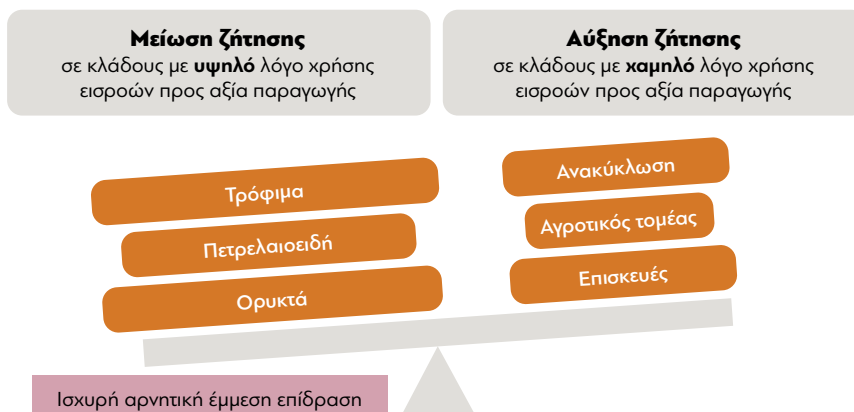 Μείωση ζήτησης
σε κλάδους με υψηλό λόγο χρήσης
εισροών προς αξία παραγωγής
Αύξηση ζήτησης
σε κλάδους με χαμηλό λόγο χρήσης
εισροών προς αξία παραγωγής
Τρόφιμα
Πετρελαιοειδή
Ορυκτά
Ανακύκλωση
Αγροτικός τομέας
Επισκευές
Ισχυρή αρνητική έμμεση επίδραση